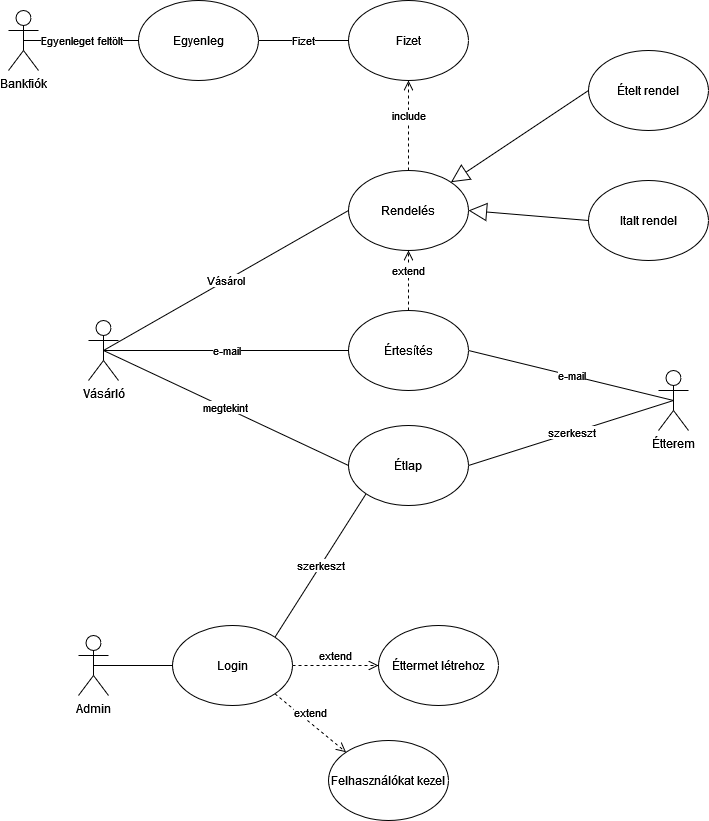 Egyenleget feltölt
Egyenleg
Fizet
Fizet
Bankfiók
Ételt rendel
include
Rendelés
Italt rendel
extend
Vásárol
Értesítés
e-mail
e-mail
Vásárló
megtekint
szerkeszt
Étterem
Étlap
szerkeszt
Login
extend
Éttermet létrehoz
Admin
extend
Felhasználókat kezel